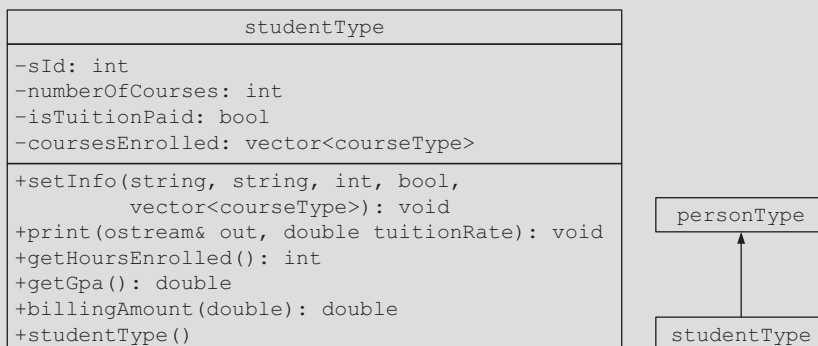 studentType
-sId: int
-numberOfCourses: int
-isTuitionPaid: bool
-coursesEnrolled: vector<courseType>
+setInfo(string, string, int, bool,
vector<courseType>): void
+print(ostream& out, double tuitionRate): void
+getHoursEnrolled(): int
+getGpa(): double
+billingAmount(double): double
+studentType()
personType
studentType